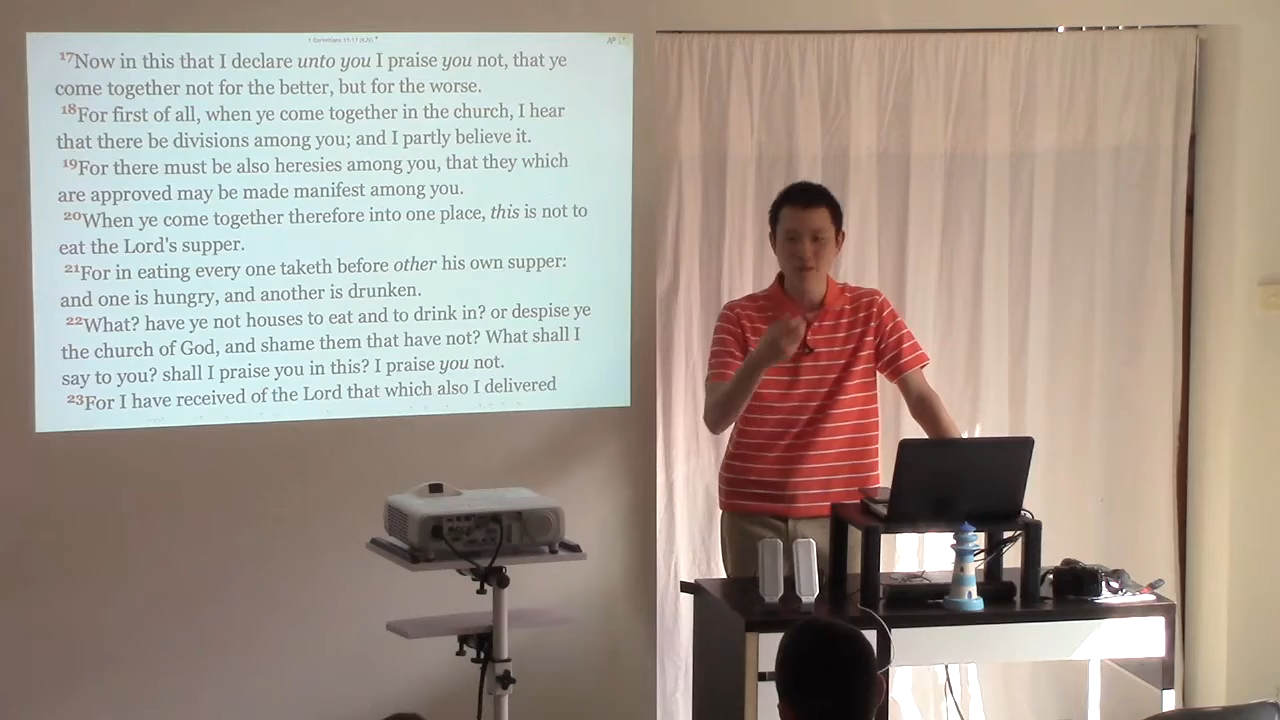 1 Corinthians 11:17 (KJV)
17Now in this that I declare unto you I praise you not, that ye
come together not for the better, but for the worse.
18For first of all, when ye come together in the church, I hear
that there be divisions among you; and I partly believe it.
19For there must be also heresies among you, that they which
are approved may be made manifest among you.
20When ye come together therefore into one place, this is not to
eat the Lord's supper.
21For in eating every one taketh before other his own supper:
and one is hungry, and another is drunken.
22What? have ye not houses to eat and to drink in? or despise ye
the church of God, and shame them that have not? What shall I
say to you? shall I praise you in this? I praise you not.
23For I have received of the Lord that which also I delivered